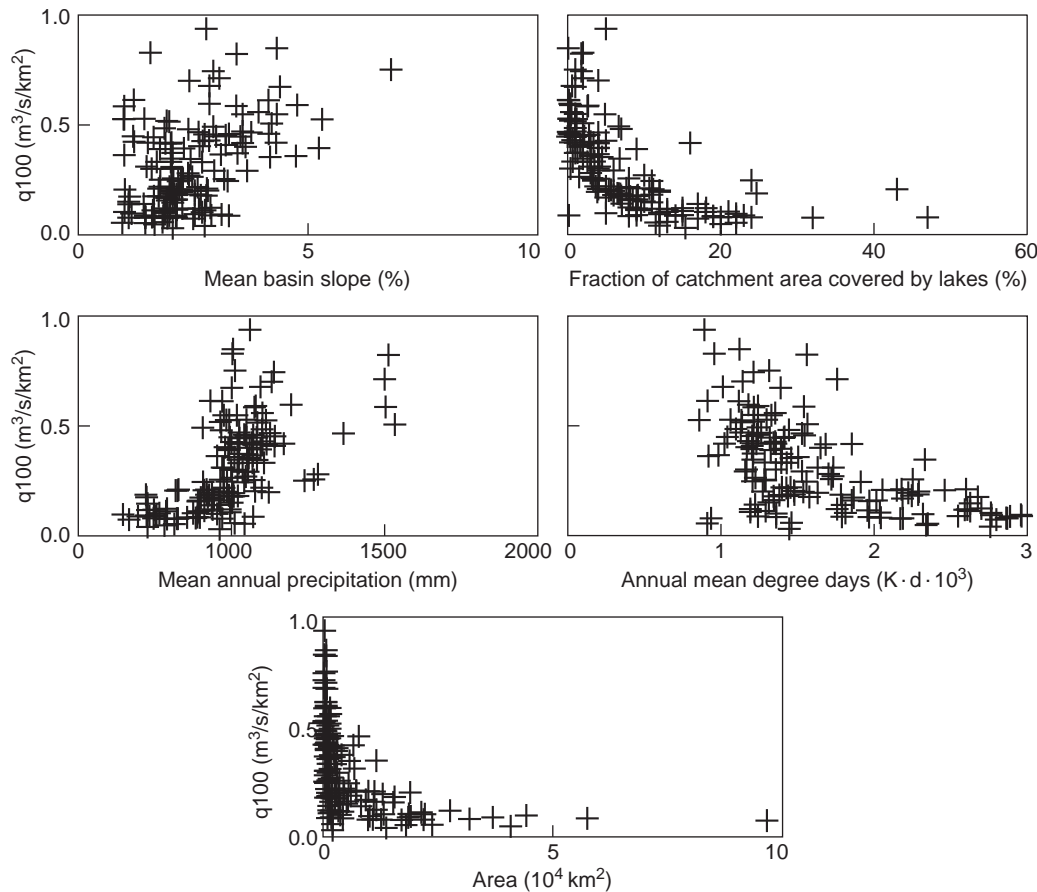 1.0
0.5
0.0
q100 (m³/s/km²)
0 5 10
Mean basin slope (%)
0 20 40 60
Fraction of catchment area covered by lakes (%)
1.0
0.5
0.0
q100 (m³/s/km²)
0 1000 1500 2000
Mean annual precipitation (mm)
0 1 2 3
Annual mean degree days (K·d·10³)
1.0
0.5
0.0
q100 (m³/s/km²)
0 5 10
Area (10⁴ km²)